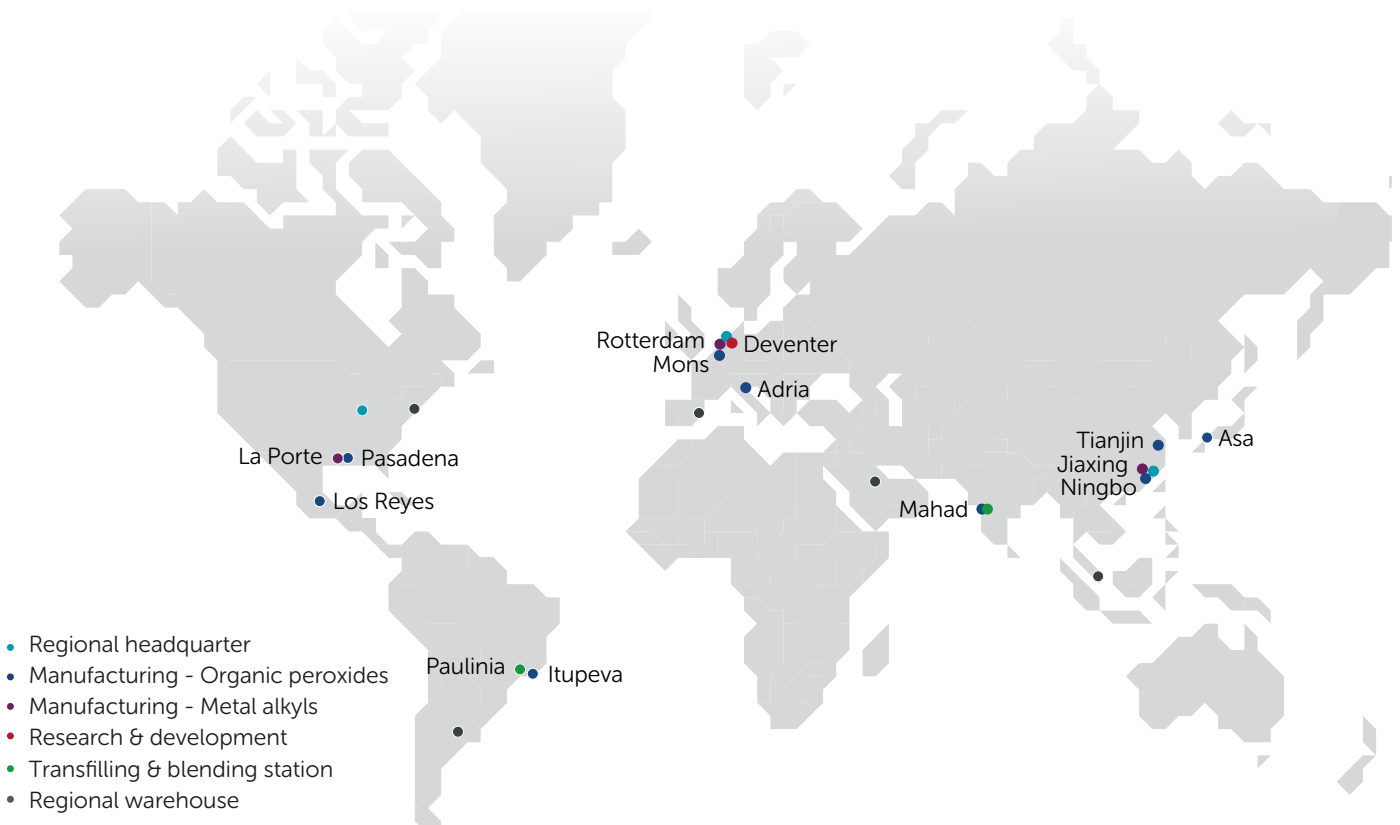 Rotterdam
Deventer
Mons
Adria
Tianjin
Asa
La Porte
Pasadena
Jiaxing
Ningbo
Los Reyes
Mahad
Regional headquarter
Manufacturing - Organic peroxides
Paulinia
Itupeva
Manufacturing - Metal alkyls
Research & development
Transfilling & blending station
Regional warehouse